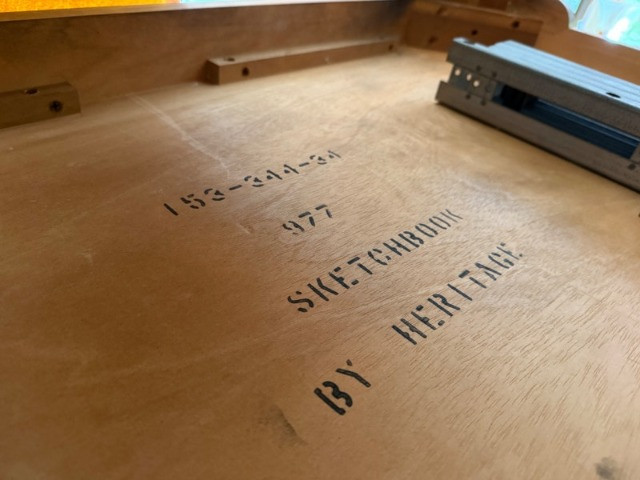 153-344-34
977
SKETCHBOOK
BY HERITAGE